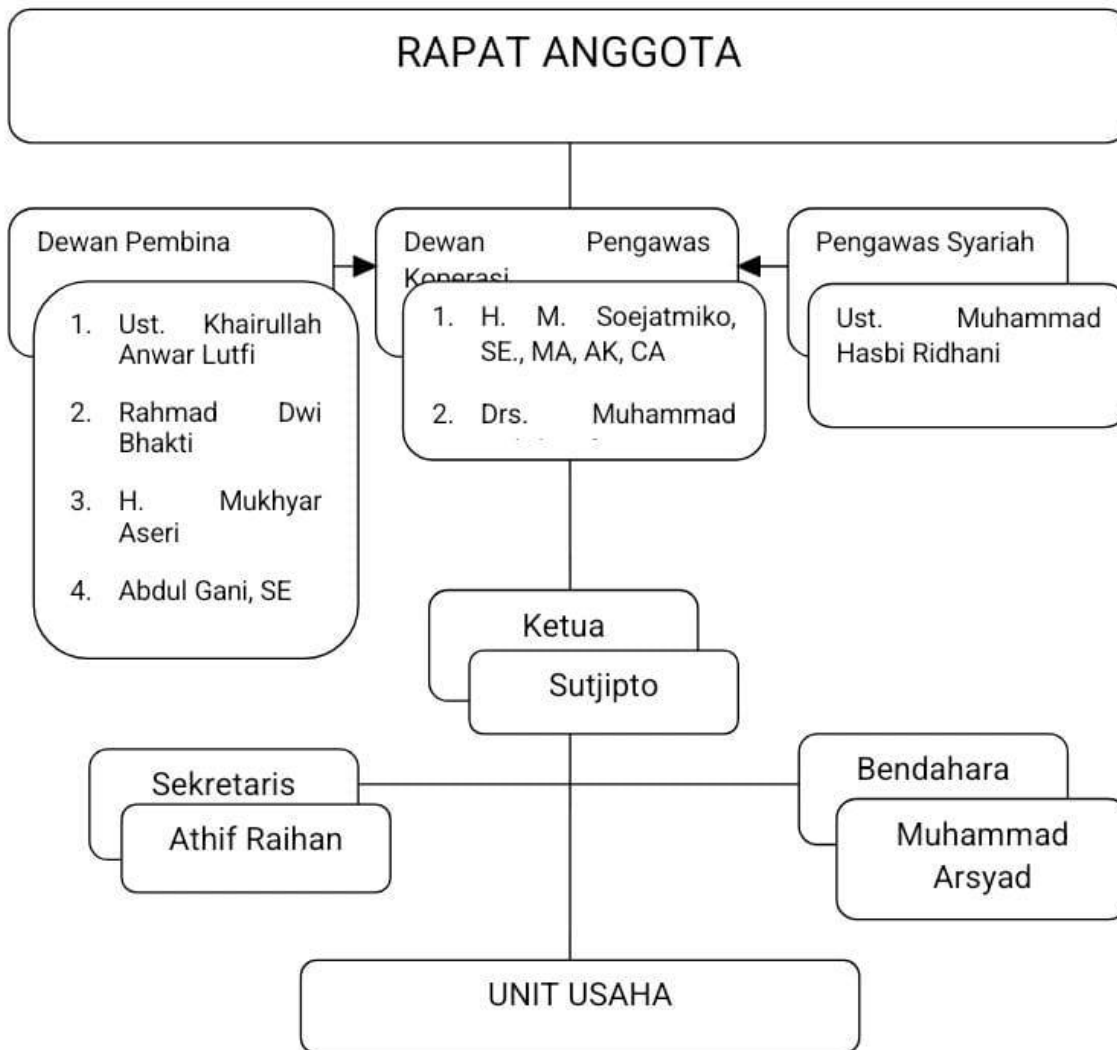 RAPAT ANGGOTA
Dewan Pembina
1. Ust. Khairullah
Anwar Lutfi
2. Rahmad Dwi
Bhakti
3. H. Mukhyar
Aseri
4. Abdul Gani, SE
Dewan Pengawas
Koperasi
1. H. M. Soejatmiko,
SE., MA, AK, CA
2. Drs. Muhammad
Pengawas Syariah
Ust. Muhammad
Hasbi Ridhani
Ketua
Sutjipto
Sekretaris
Athif Raihan
Bendahara
Muhammad
Arsyad
UNIT USAHA